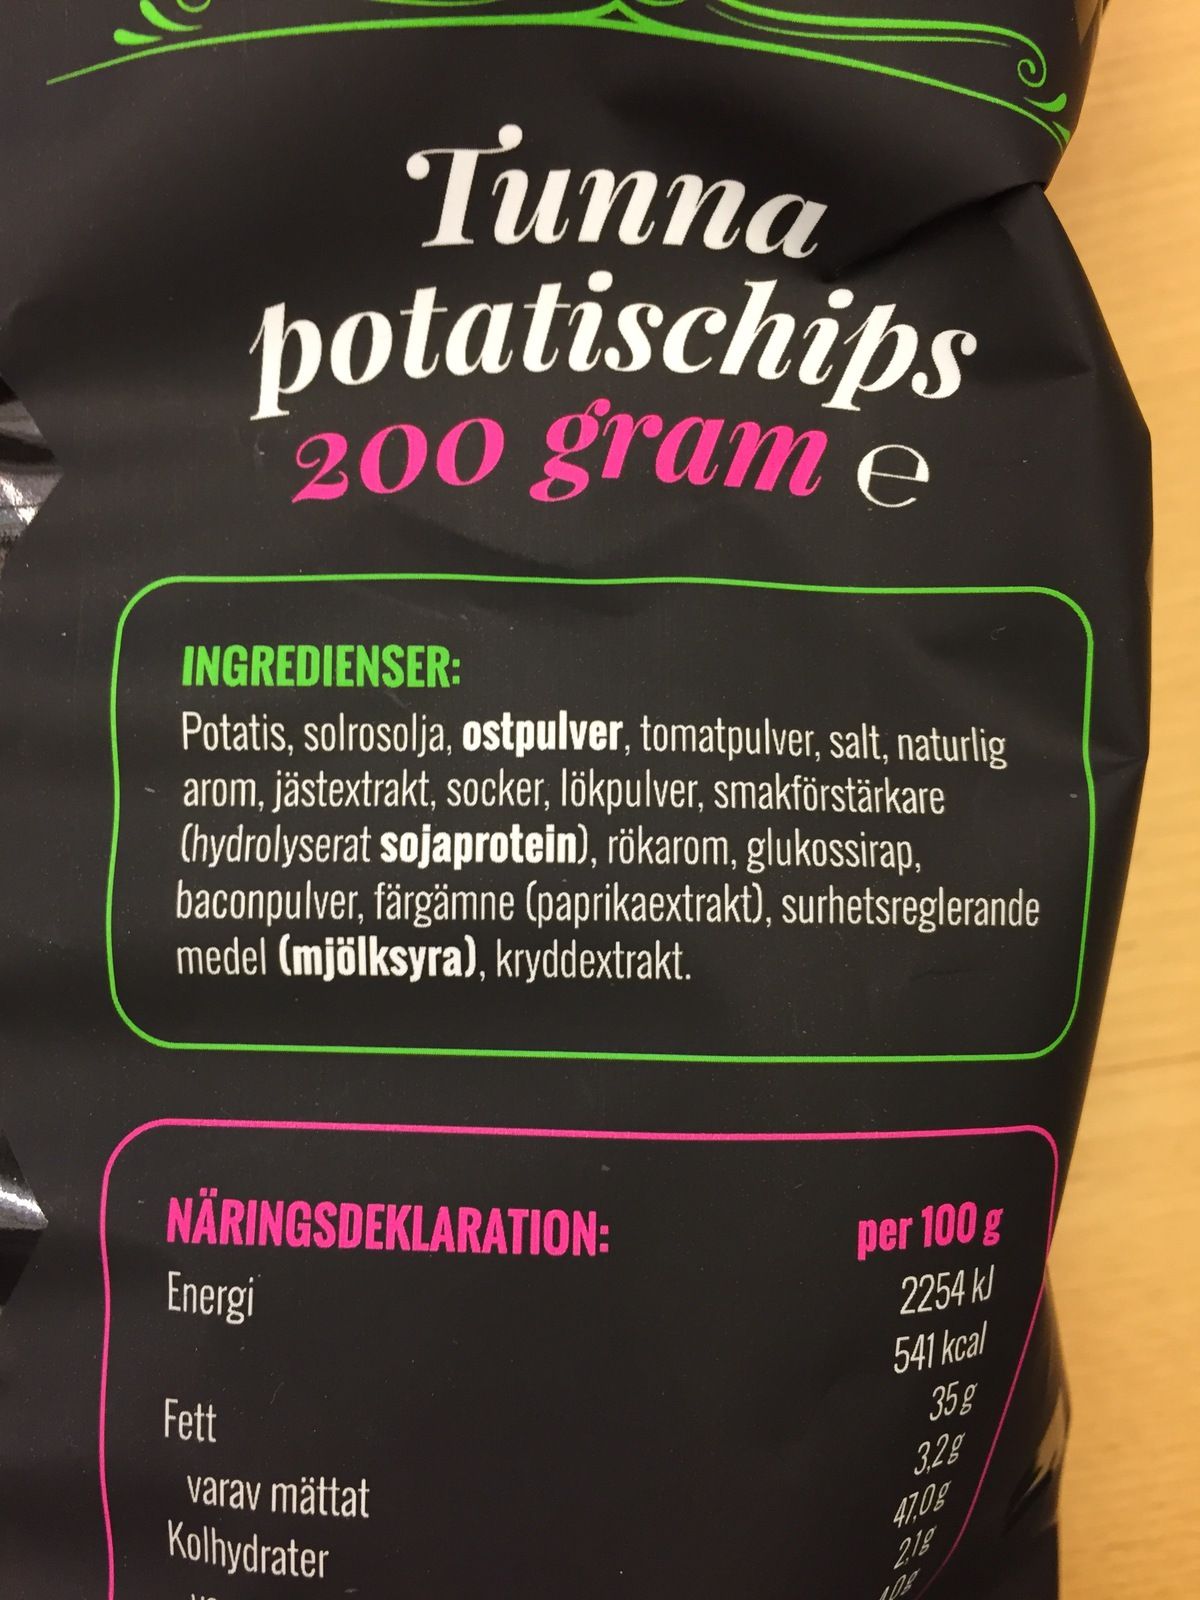 Tunna
potatischips
200 gram ℮
INGREDIENSER:
Potatis, solrosolja, ostpulver, tomatpulver, salt, naturlig
arom, jästextrakt, socker, lökpulver, smakförstärkare
(hydrolyserat sojaprotein), rökarom, glukossirap,
baconpulver, färgämne (paprikaextrakt), surhetsreglerande
medel (mjölksyra), kryddextrakt.
NÄRINGSDEKLARATION: per 100 g
Energi 2254 kJ
541 kcal
Fett 35 g
varav mättat 3,2 g
Kolhydrater 47,0 g
2,1 g